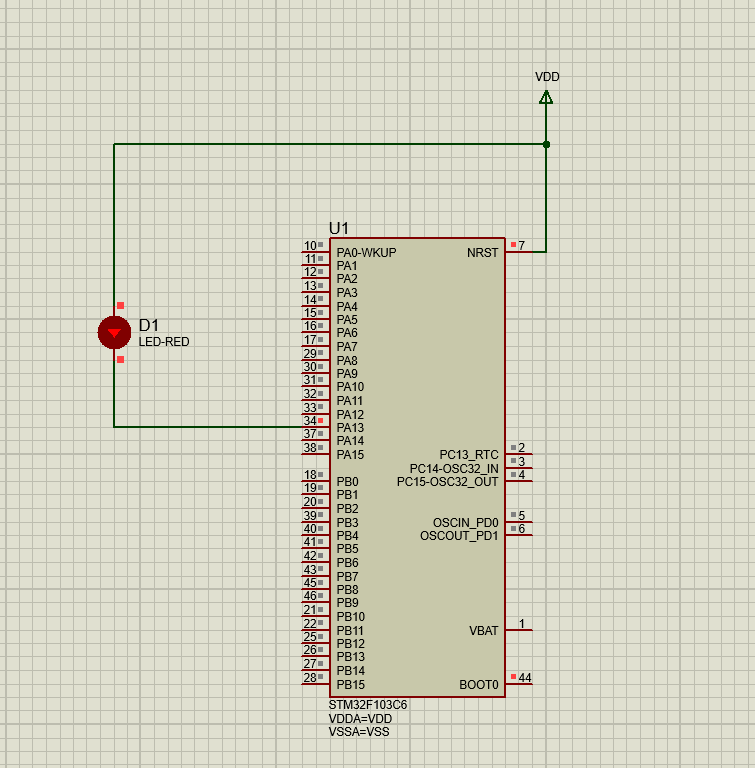 VDD
U1
10 PA0-WKUP NRST 7
11 PA1
12 PA2
13 PA3
14 PA4
15 PA5
16 PA6
D1
LED-RED
17 PA7
29 PA8
30 PA9
31 PA10
32 PA11
33 PA12
34 PA13
37 PA14
38 PA15 PC13_RTC 2
PC14-OSC32_IN 3
18 PB0 PC15-OSC32_OUT 4
19 PB1
20 PB2
39 PB3 OSCIN_PD0 5
40 PB4 OSCOUT_PD1 6
41 PB5
42 PB6
43 PB7
45 PB8
46 PB9
21 PB10
22 PB11 VBAT 1
25 PB12
26 PB13
27 PB14
28 PB15 BOOT0 44
STM32F103C6
VDDA=VDD
VSSA=VSS